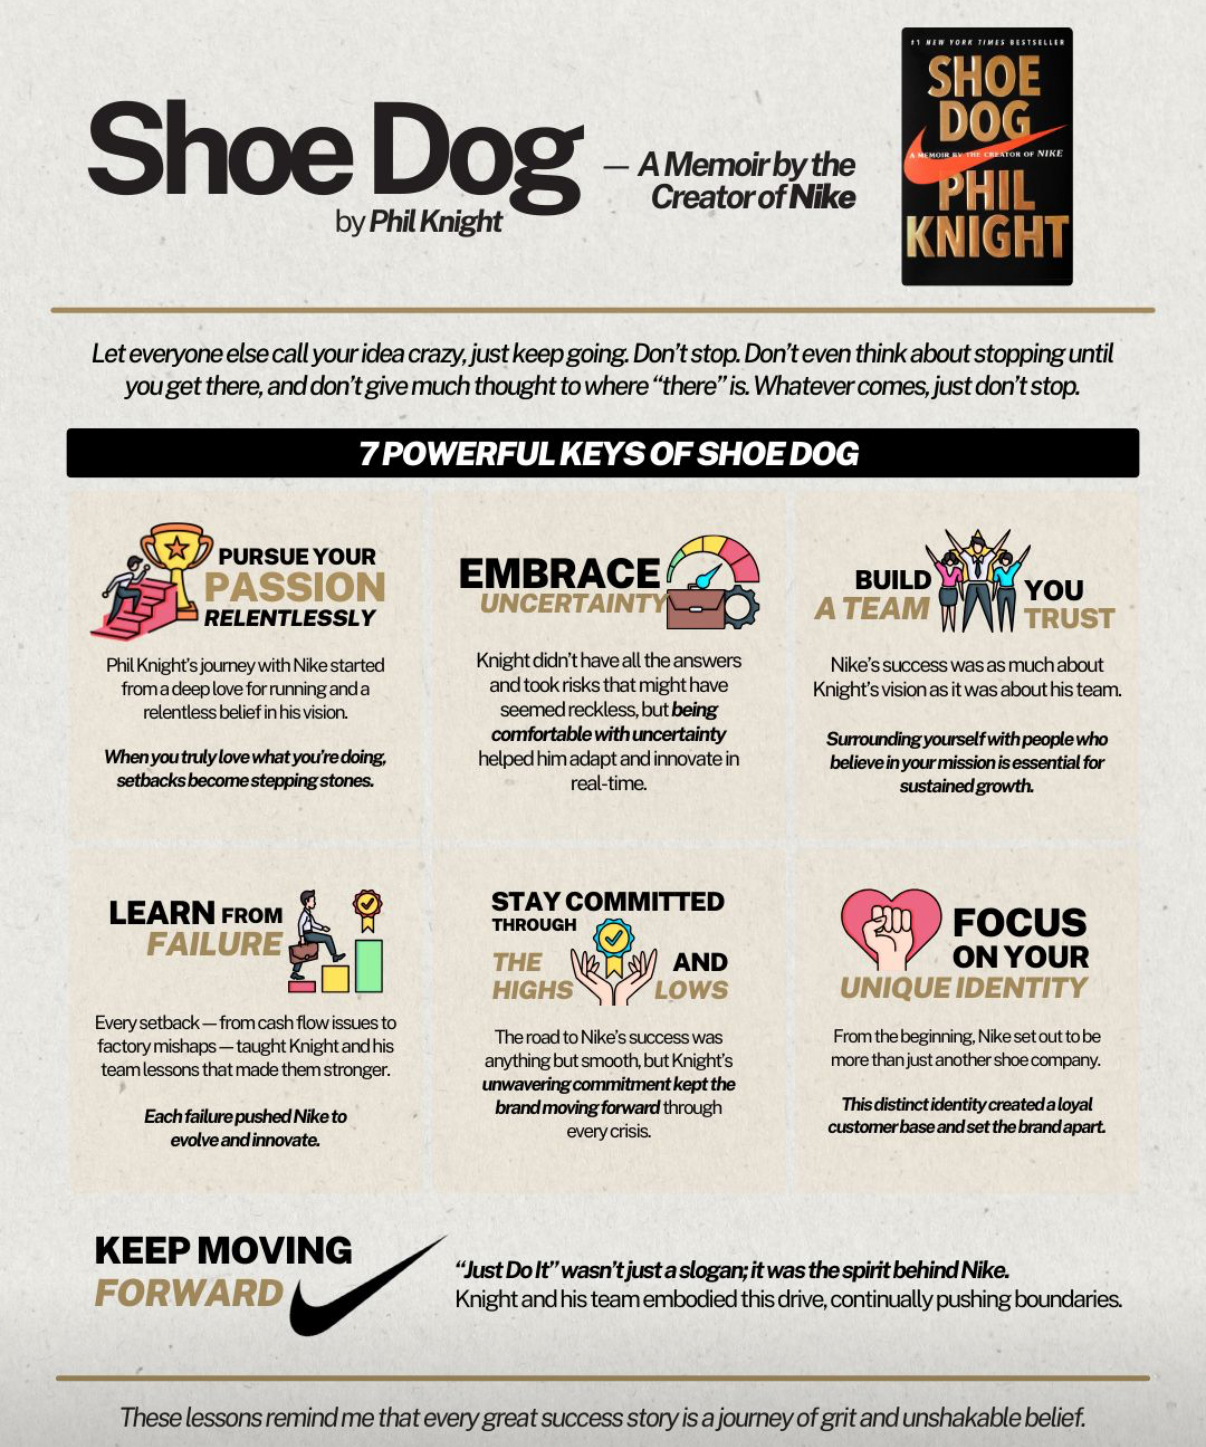 Shoe Dog
by Phil Knight
— A Memoir by the
Creator of Nike
#1 NEW YORK TIMES BESTSELLER
SHOE
DOG
A MEMOIR BY THE CREATOR OF NIKE
PHIL
KNIGHT
Let everyone else call your idea crazy, just keep going. Don’t stop. Don’t even think about stopping until
you get there, and don’t give much thought to where “there” is. Whatever comes, just don’t stop.
7 POWERFUL KEYS OF SHOE DOG
PURSUE YOUR
PASSION
RELENTLESSLY
Phil Knight’s journey with Nike started
from a deep love for running and a
relentless belief in his vision.
When you truly love what you’re doing,
setbacks become stepping stones.
EMBRACE
UNCERTAINTY
Knight didn’t have all the answers
and took risks that might have
seemed reckless, but being
comfortable with uncertainty
helped him adapt and innovate in
real-time.
BUILD
A TEAM
YOU
TRUST
Nike’s success was as much about
Knight’s vision as it was about his team.
Surrounding yourself with people who
believe in your mission is essential for
sustained growth.
LEARN FROM
FAILURE
Every setback — from cash flow issues to
factory mishaps — taught Knight and his
team lessons that made them stronger.
Each failure pushed Nike to
evolve and innovate.
STAY COMMITTED
THROUGH
THE
HIGHS
AND
LOWS
The road to Nike’s success was
anything but smooth, but Knight’s
unwavering commitment kept the
brand moving forward through
every crisis.
FOCUS
ON YOUR
UNIQUE IDENTITY
From the beginning, Nike set out to be
more than just another shoe company.
This distinct identity created a loyal
customer base and set the brand apart.
KEEP MOVING
FORWARD
“Just Do It” wasn’t just a slogan; it was the spirit behind Nike.
Knight and his team embodied this drive, continually pushing boundaries.
These lessons remind me that every great success story is a journey of grit and unshakable belief.